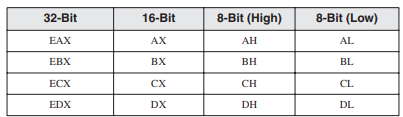 32-Bit 16-Bit 8-Bit (High) 8-Bit (Low)
EAX AX AH AL
EBX BX BH BL
ECX CX CH CL
EDX DX DH DL